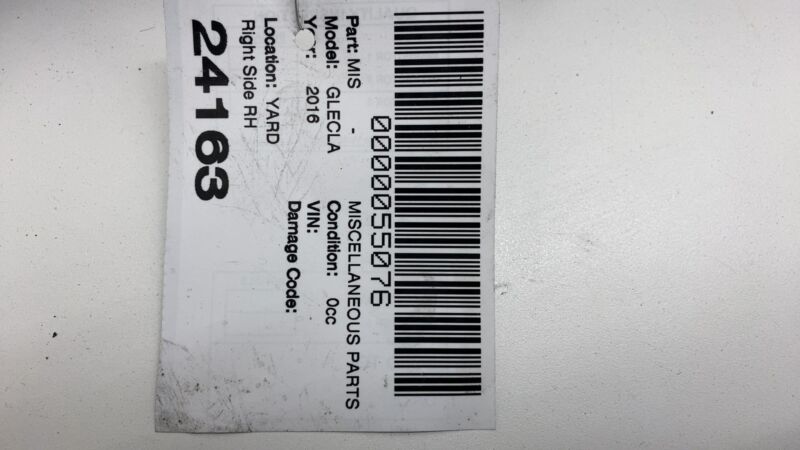 0000055076
Part: MIS - MISCELLANEOUS PARTS
Model: GLECLA Condition: 0cc
Year: 2016 VIN:
Damage Code:
Location: YARD
Right Side RH
24163